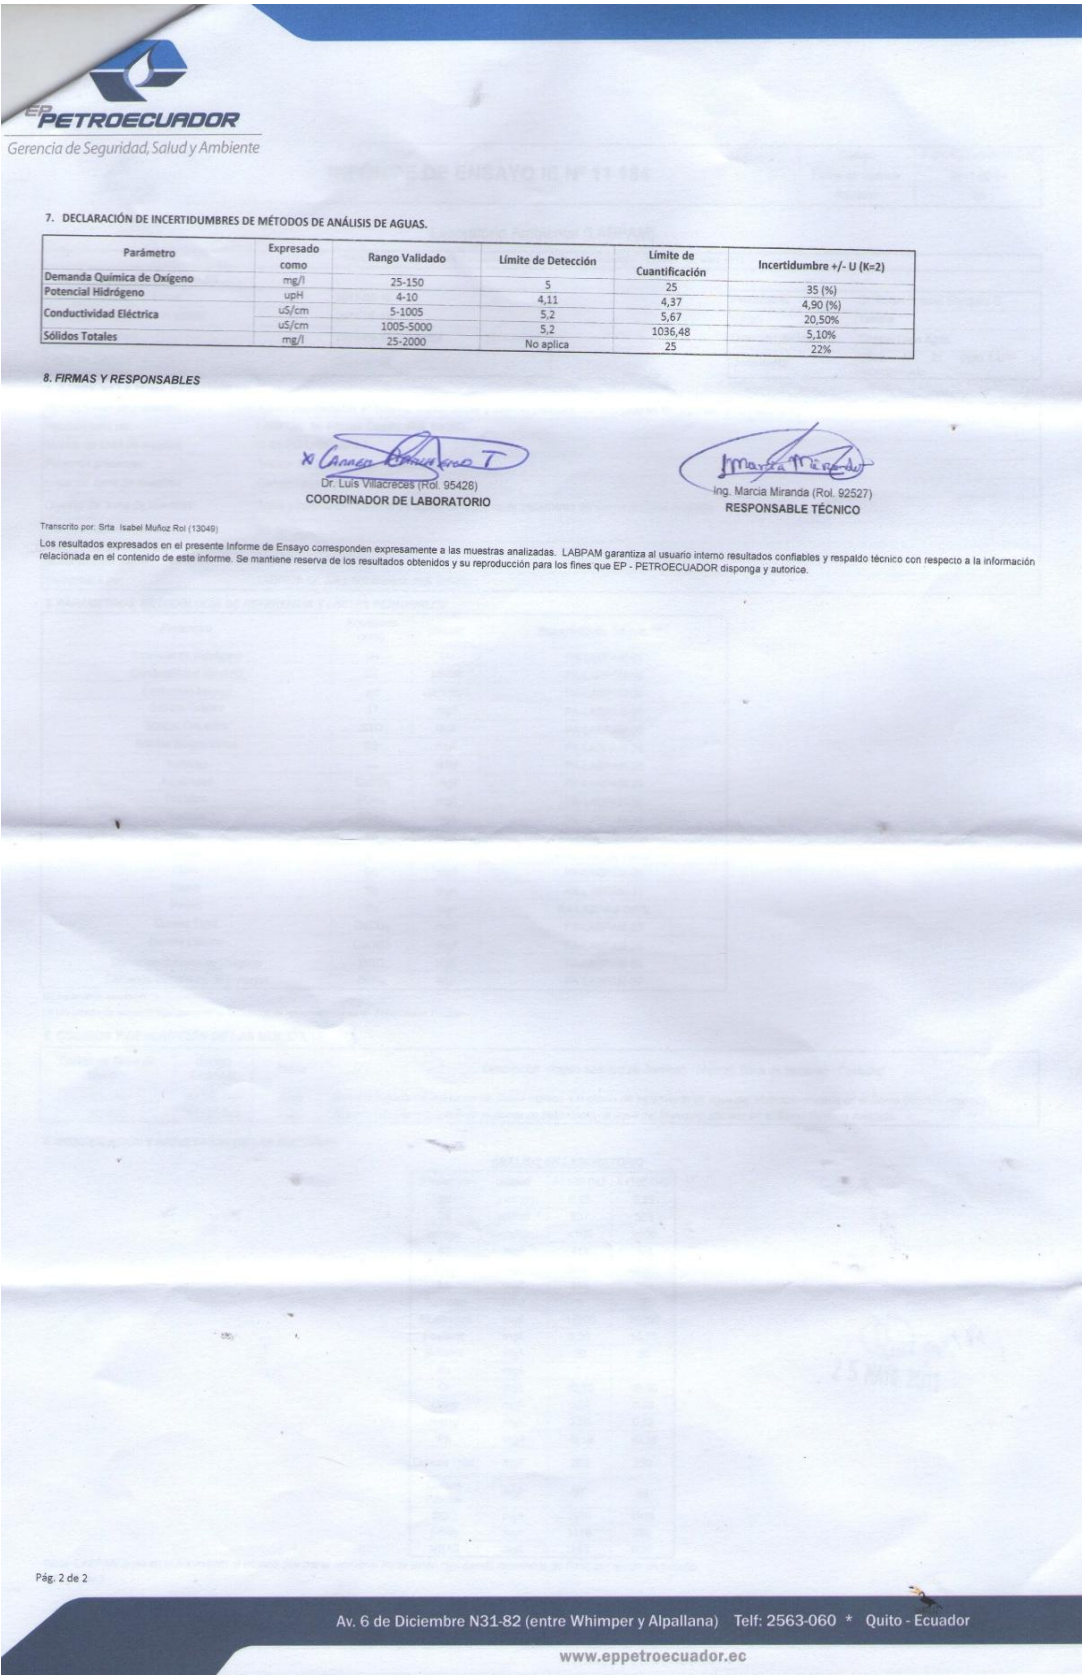 EP
PETROECUADOR
Gerencia de Seguridad, Salud y Ambiente
7. DECLARACIÓN DE INCERTIDUMBRES DE MÉTODOS DE ANÁLISIS DE AGUAS.
Parámetro Expresado como Rango Validado Límite de Detección Límite de Cuantificación Incertidumbre +/- U (K=2)
Demanda Química de Oxígeno mg/l 25-150 5 25 35 (%)
Potencial Hidrógeno upH 4-10 4,11 4,37 4,90 (%)
Conductividad Eléctrica uS/cm 5-1005 5,2 5,67 20,50%
uS/cm 1005-5000 5,2 1036,48 5,10%
Sólidos Totales mg/l 25-2000 No aplica 25 22%
8. FIRMAS Y RESPONSABLES
Marcia Miranda
Dr. Luis Villacreces (Rol. 95428)
COORDINADOR DE LABORATORIO
Ing. Marcia Miranda (Rol. 92527)
RESPONSABLE TÉCNICO
Transcrito por: Srta Isabel Muñoz Rol (13049)
Los resultados expresados en el presente Informe de Ensayo corresponden expresamente a las muestras analizadas. LABPAM garantiza al usuario interno resultados confiables y respaldo técnico con respecto a la información
relacionada en el contenido de este informe. Se mantiene reserva de los resultados obtenidos y su reproducción para los fines que EP - PETROECUADOR disponga y autorice.
Pág. 2 de 2
Av. 6 de Diciembre N31-82 (entre Whimper y Alpallana) Telf: 2563-060 * Quito - Ecuador
www.eppetroecuador.ec